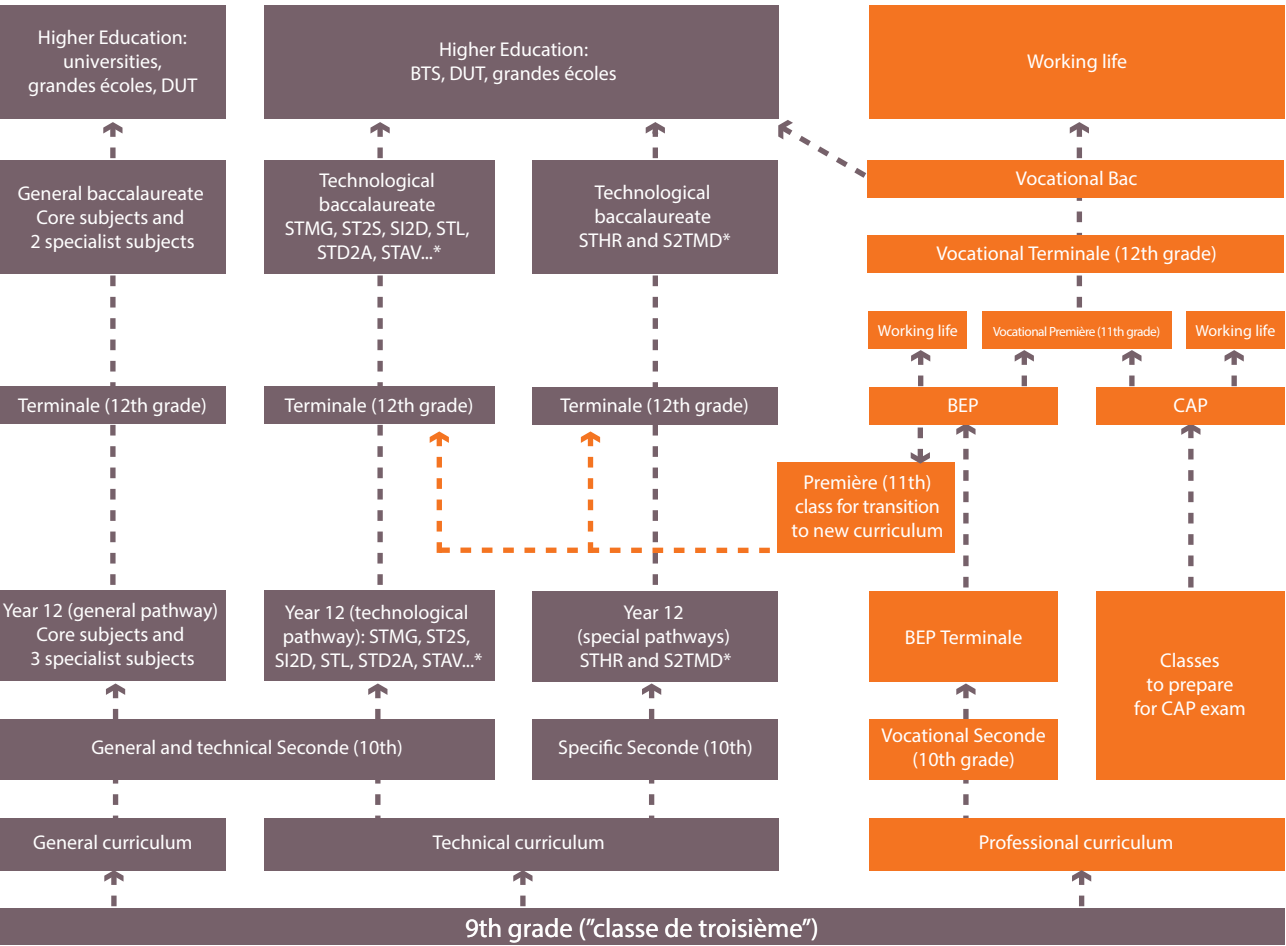 Higher Education:
universities,
grandes écoles, DUT
Higher Education:
BTS, DUT, grandes écoles
Working life
General baccalaureate
Core subjects and
2 specialist subjects
Technological
baccalaureate
STMG, ST2S, SI2D, STL,
STD2A, STAV...*
Technological
baccalaureate
STHR and S2TMD*
Vocational Bac
Vocational Terminale (12th grade)
Working life
Vocational Première (11th grade)
Working life
Terminale (12th grade)
Terminale (12th grade)
Terminale (12th grade)
BEP
CAP
Première (11th)
class for transition
to new curriculum
Year 12 (general pathway)
Core subjects and
3 specialist subjects
Year 12 (technological
pathway): STMG, ST2S,
SI2D, STL, STD2A, STAV...*
Year 12
(special pathways)
STHR and S2TMD*
BEP Terminale
Classes
to prepare
for CAP exam
General and technical Seconde (10th)
Specific Seconde (10th)
Vocational Seconde
(10th grade)
General curriculum
Technical curriculum
Professional curriculum
9th grade ("classe de troisième")